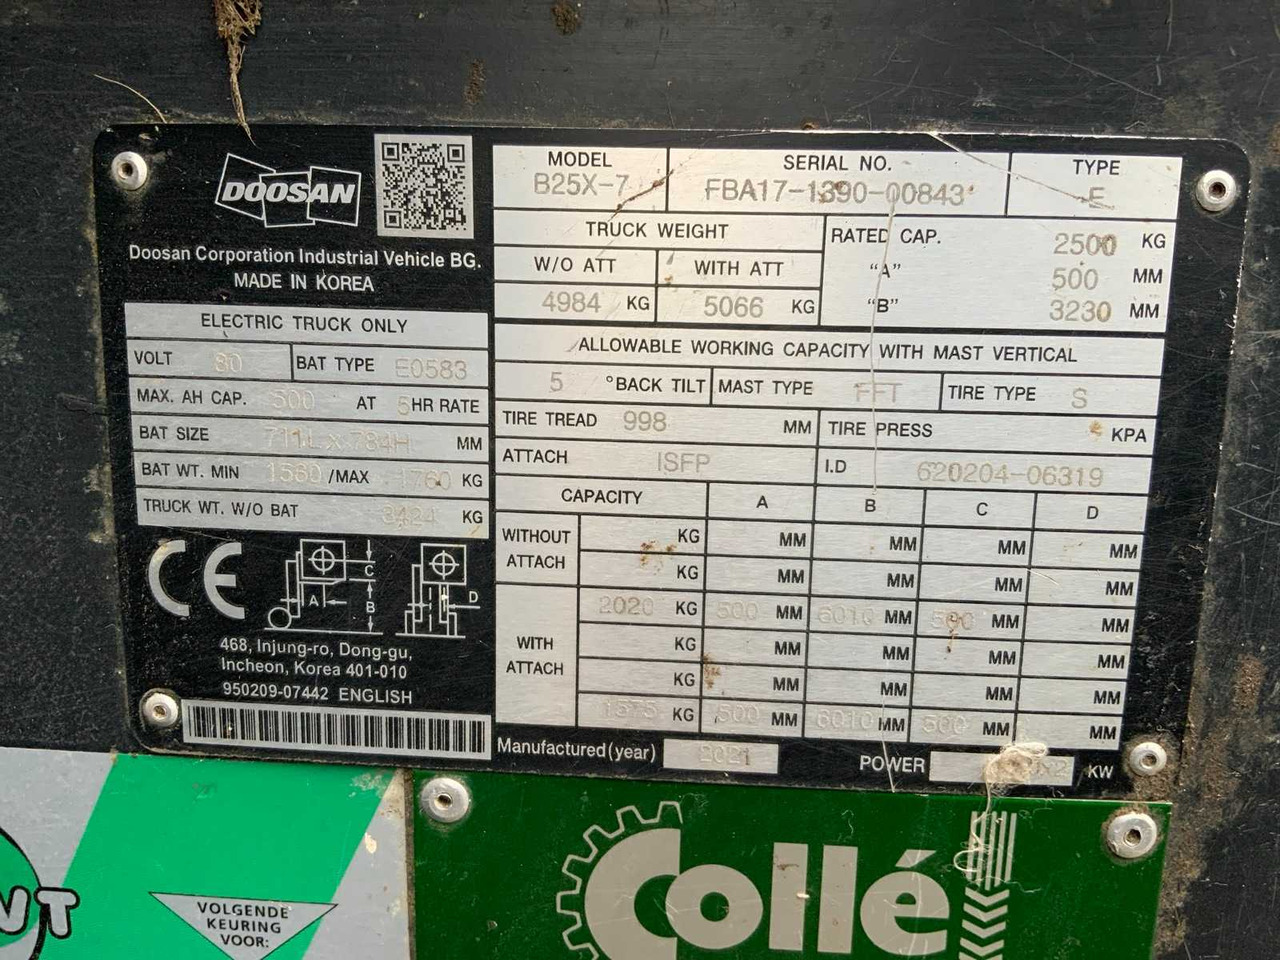 DOOSAN
Doosan Corporation Industrial Vehicle BG.
MADE IN KOREA
ELECTRIC TRUCK ONLY
VOLT 80 BAT TYPE E0583
MAX. AH CAP. 500 AT 5 HR RATE
BAT SIZE 711L x 784H MM
BAT WT. MIN 1560 /MAX 1760 KG
TRUCK WT. W/O BAT 3424 KG
CE
A B C D
468, Injung-ro, Dong-gu,
Incheon, Korea 401-010
950209-07442 ENGLISH
MODEL SERIAL NO. TYPE
B25X-7 FBA17-1390-00843 E
TRUCK WEIGHT
W/O ATT WITH ATT
4984 KG 5066 KG
RATED CAP. 2500 KG
"A" 500 MM
"B" 3230 MM
ALLOWABLE WORKING CAPACITY WITH MAST VERTICAL
5 °BACK TILT MAST TYPE FFT TIRE TYPE S
TIRE TREAD 998 MM TIRE PRESS KPA
ATTACH ISFP I.D 620204-06319
CAPACITY A B C D
WITHOUT ATTACH
KG MM MM MM MM
KG MM MM MM MM
WITH ATTACH
2020 KG 500 MM 6010 MM 500 MM MM
KG MM MM MM MM
KG MM MM MM MM
1575 KG 500 MM 6010 MM 500 MM MM
Manufactured (year) 2021 POWER KW
VOLGENDE
KEURING
VOOR:
Collé